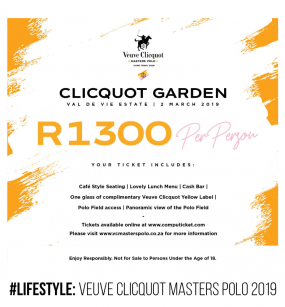 Veuve Clicquot
MASTERS POLO
CLICQUOT GARDEN
VAL DE VIE ESTATE | 2 MARCH 2019
R1300 Per Person
YOUR TICKET INCLUDES:
Café Style Seating | Lovely Lunch Menu | Cash Bar |
One glass of complimentary Veuve Clicquot Yellow Label |
Polo Field access | Panoramic view of the Polo Field
-
Tickets available online at www.computicket.com
Please visit www.vcmasterspolo.co.za for more information
Enjoy Responsibly. Not for Sale to Persons Under the Age of 18.
#LIFESTYLE: VEUVE CLICQUOT MASTERS POLO 2019